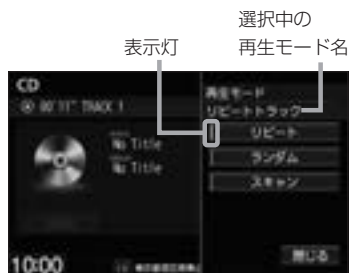 選択中の
表示灯
再生モード名
CD
00'11" TRACK 1
再生モード
リピートトラック
リピート
No Title
ランダム
No Title
スキャン
10:00
閉じる